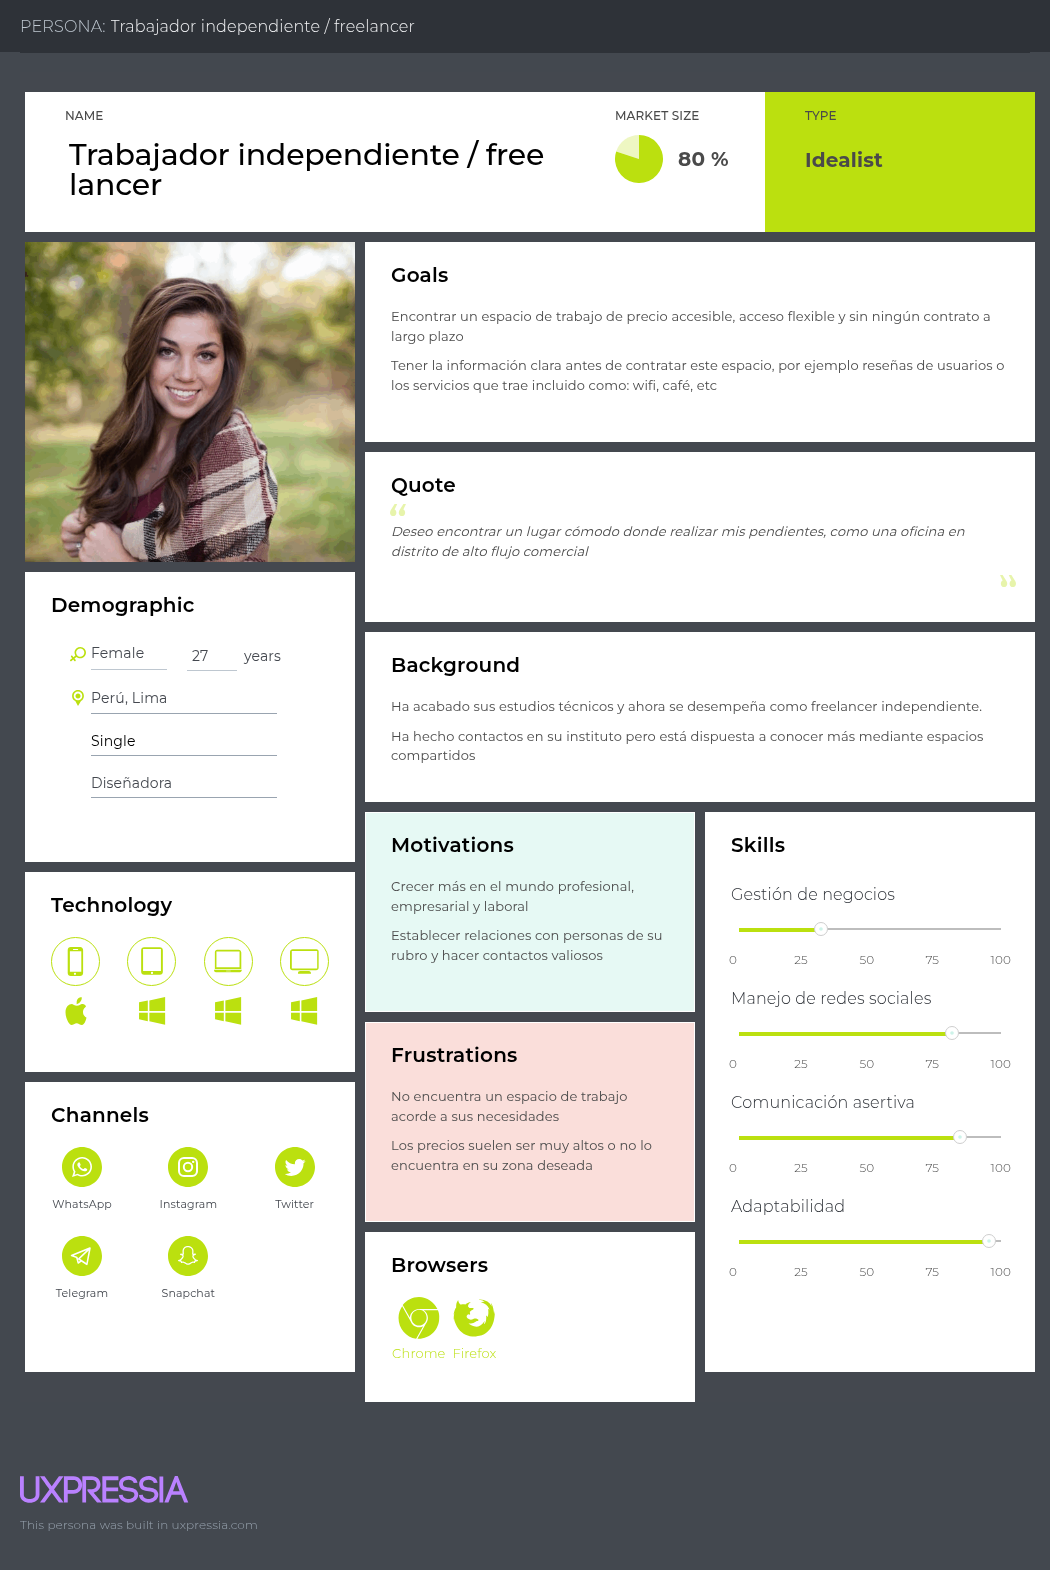 PERSONA: Trabajador independiente / freelancer
NAME
Trabajador independiente / free
lancer
MARKET SIZE
80 %
TYPE
Idealist
Goals
Encontrar un espacio de trabajo de precio accesible, acceso flexible y sin ningún contrato a
largo plazo
Tener la información clara antes de contratar este espacio, por ejemplo reseñas de usuarios o
los servicios que trae incluido como: wifi, café, etc
Quote
“
Deseo encontrar un lugar cómodo donde realizar mis pendientes, como una oficina en
distrito de alto flujo comercial
”
Demographic
Female 27 years
Perú, Lima
Single
Diseñadora
Background
Ha acabado sus estudios técnicos y ahora se desempeña como freelancer independiente.
Ha hecho contactos en su instituto pero está dispuesta a conocer más mediante espacios
compartidos
Technology
Channels
WhatsApp Instagram Twitter
Telegram Snapchat
Motivations
Crecer más en el mundo profesional,
empresarial y laboral
Establecer relaciones con personas de su
rubro y hacer contactos valiosos
Frustrations
No encuentra un espacio de trabajo
acorde a sus necesidades
Los precios suelen ser muy altos o no lo
encuentra en su zona deseada
Browsers
Chrome Firefox
Skills
Gestión de negocios
0 25 50 75 100
Manejo de redes sociales
0 25 50 75 100
Comunicación asertiva
0 25 50 75 100
Adaptabilidad
0 25 50 75 100
UXPRESSIA
This persona was built in uxpressia.com